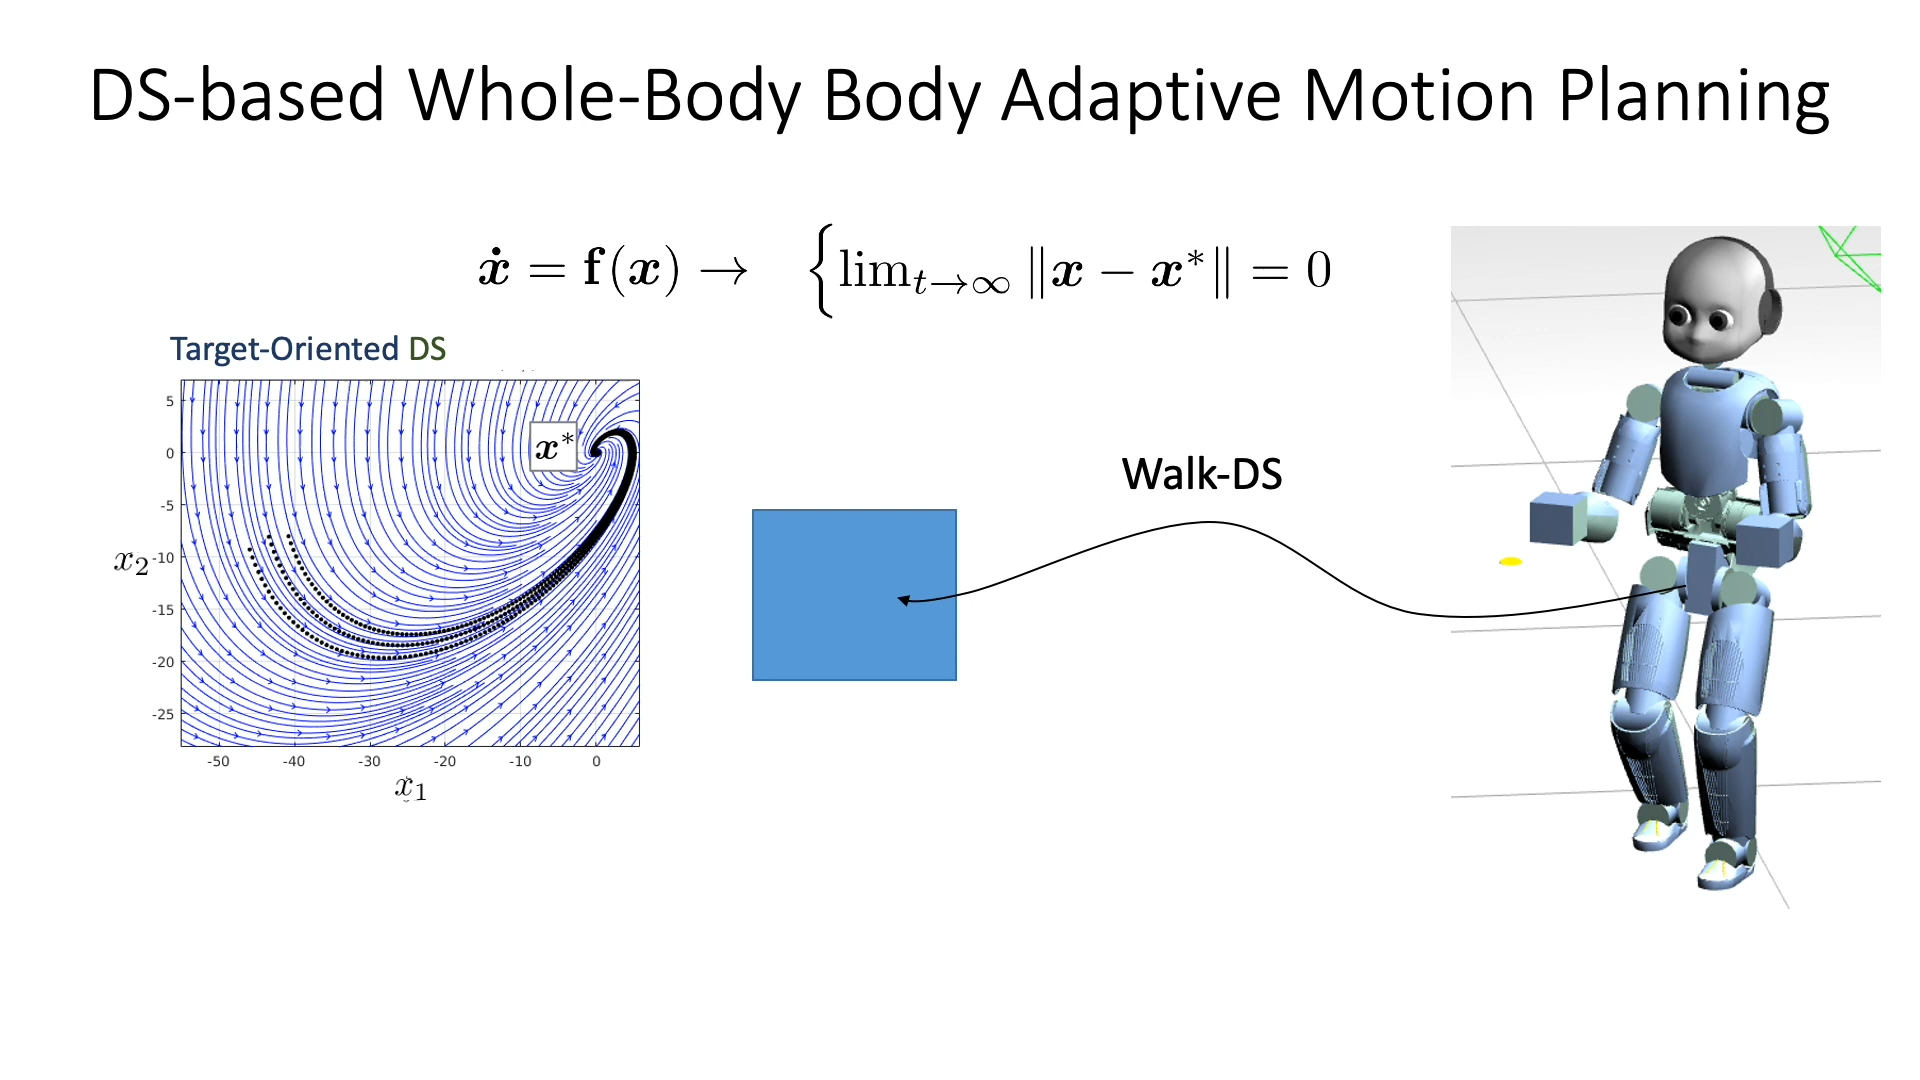 DS-based Whole-Body Body Adaptive Motion Planning
ẋ = f(x) → { lim_{t→∞} ‖x − x*‖ = 0
Target-Oriented DS
5
0
-5
-10
-15
-20
-25
x₂
x*
-50 -40 -30 -20 -10 0
x₁
Walk-DS